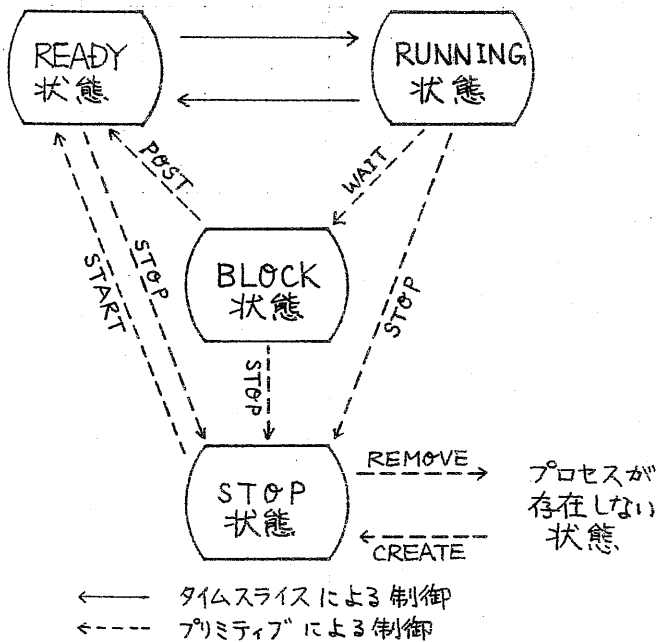 READY
状態
RUNNING
状態
POST
WAIT
START
STOP
BLOCK
状態
STOP
STOP
STOP
状態
REMOVE
CREATE
プロセスが
存在しない
状態
タイムスライスによる制御
プリミティブによる制御